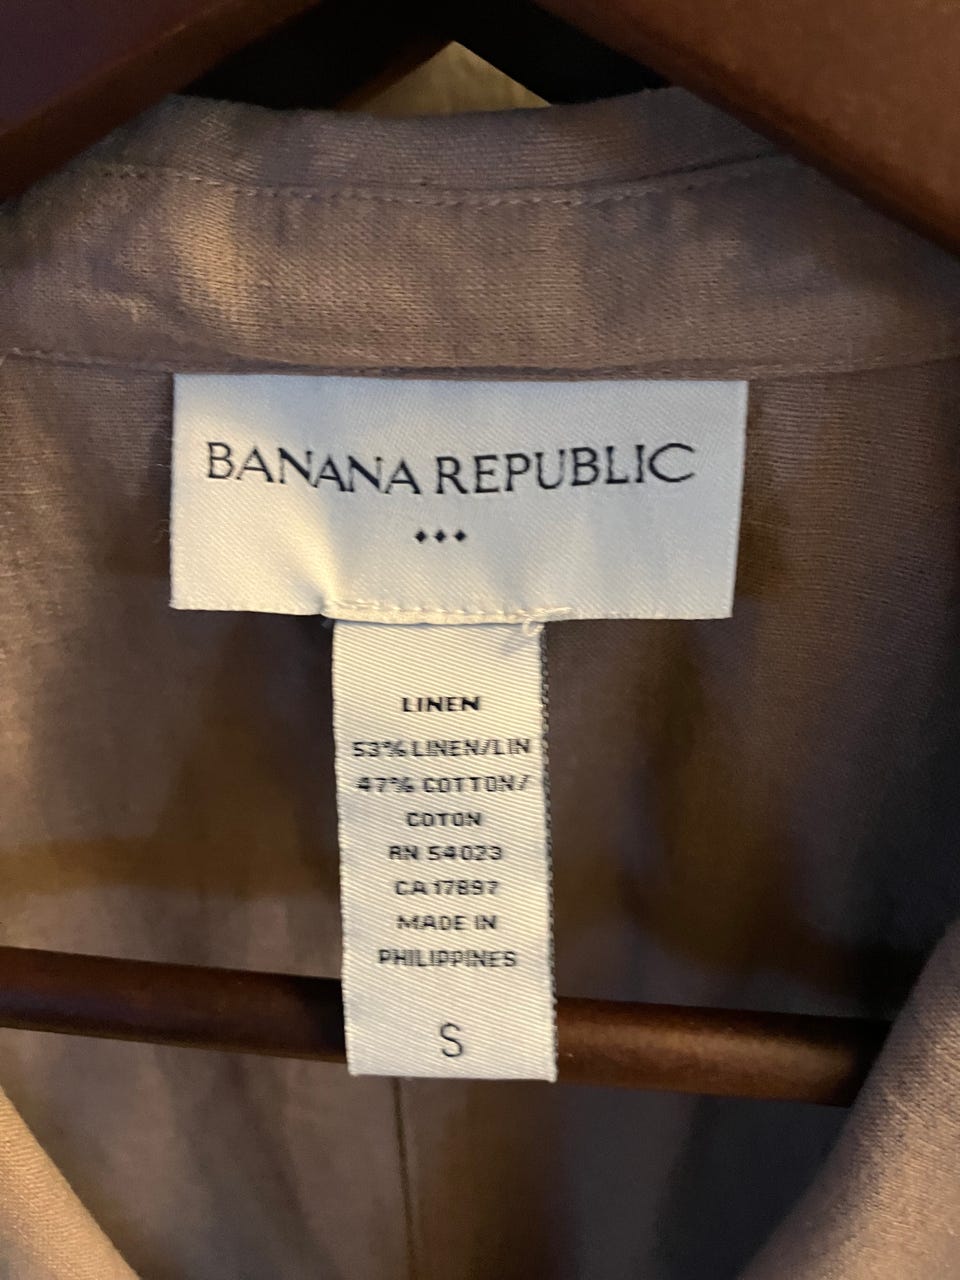 BANANA REPUBLIC
LINEN
53% LINEN/LIN
47% COTTON/
COTON
RN 54023
CA 17897
MADE IN
PHILIPPINES
S